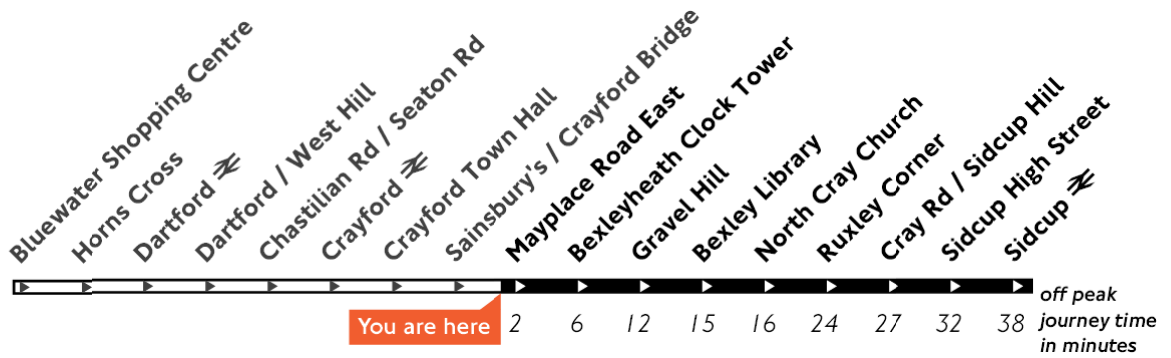 Bluewater Shopping Centre
Horns Cross
Dartford
Dartford / West Hill
Chastilian Rd / Seaton Rd
Crayford
Crayford Town Hall
Sainsbury's / Crayford Bridge
Mayplace Road East
Bexleyheath Clock Tower
Gravel Hill
Bexley Library
North Cray Church
Ruxley Corner
Cray Rd / Sidcup Hill
Sidcup High Street
Sidcup
You are here
2 6 12 15 16 24 27 32 38
off peak
journey time
in minutes